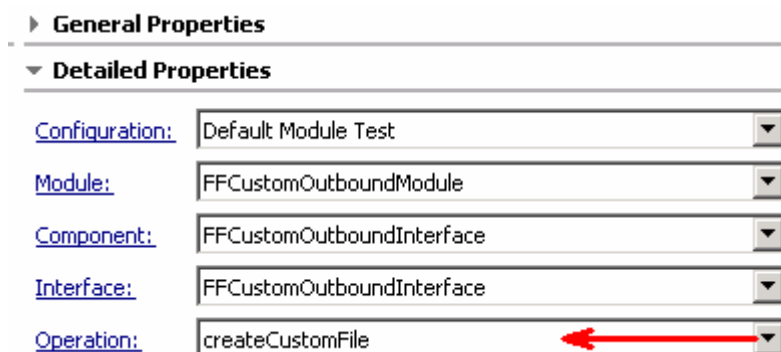 General Properties
Detailed Properties
Configuration: Default Module Test
Module: FFCustomOutboundModule
Component: FFCustomOutboundInterface
Interface: FFCustomOutboundInterface
Operation: createCustomFile